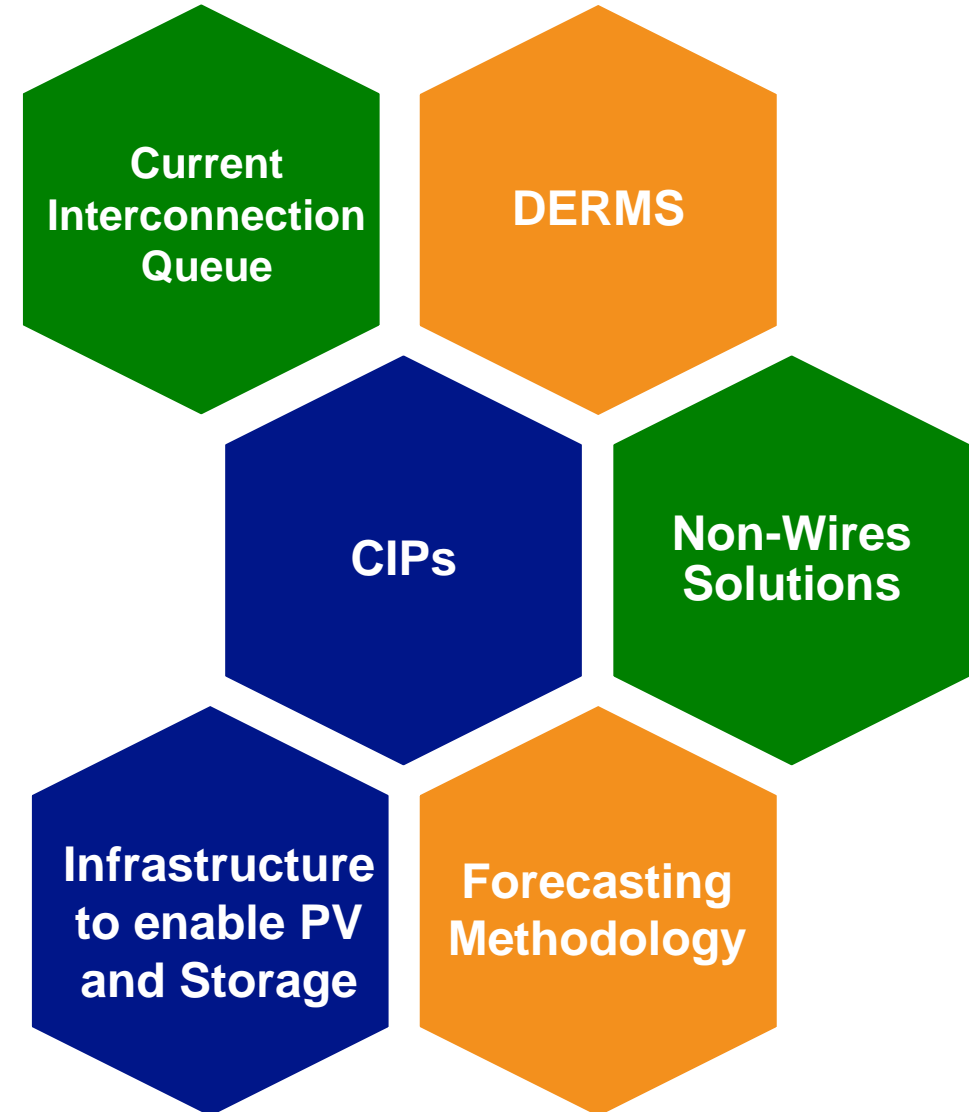 Current
Interconnection
Queue
DERMS
CIPs
Non-Wires
Solutions
Infrastructure
to enable PV
and Storage
Forecasting
Methodology